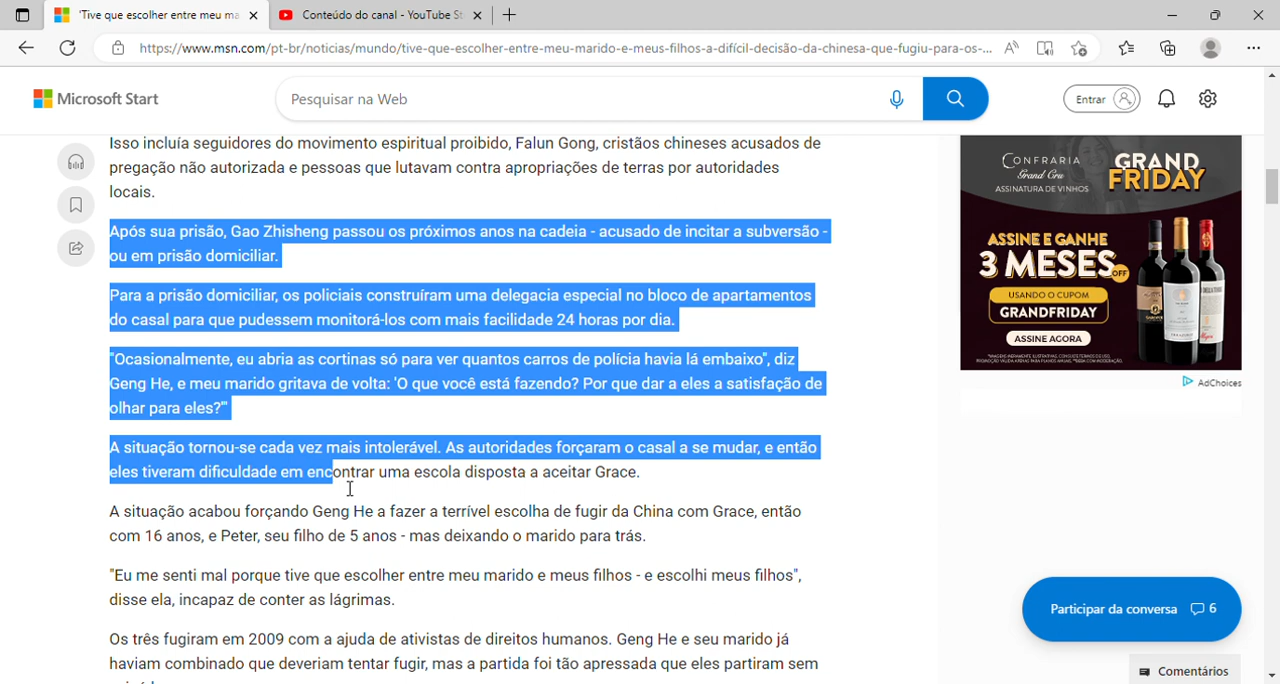 'Tive que escolher entre meu ma
Conteúdo do canal - YouTube St
https://www.msn.com/pt-br/noticias/mundo/tive-que-escolher-entre-meu-marido-e-meus-filhos-a-difícil-decisão-da-chinesa-que-fugiu-para-os-...
Microsoft Start
Pesquisar na Web
Entrar
Isso incluía seguidores do movimento espiritual proibido, Falun Gong, cristãos chineses acusados de
pregação não autorizada e pessoas que lutavam contra apropriações de terras por autoridades
locais.
Após sua prisão, Gao Zhisheng passou os próximos anos na cadeia - acusado de incitar a subversão -
ou em prisão domiciliar.
Para a prisão domiciliar, os policiais construíram uma delegacia especial no bloco de apartamentos
do casal para que pudessem monitorá-los com mais facilidade 24 horas por dia.
"Ocasionalmente, eu abria as cortinas só para ver quantos carros de polícia havia lá embaixo", diz
Geng He, e meu marido gritava de volta: 'O que você está fazendo? Por que dar a eles a satisfação de
olhar para eles?'"
A situação tornou-se cada vez mais intolerável. As autoridades forçaram o casal a se mudar, e então
eles tiveram dificuldade em encontrar uma escola disposta a aceitar Grace.
A situação acabou forçando Geng He a fazer a terrível escolha de fugir da China com Grace, então
com 16 anos, e Peter, seu filho de 5 anos - mas deixando o marido para trás.
"Eu me senti mal porque tive que escolher entre meu marido e meus filhos - e escolhi meus filhos",
disse ela, incapaz de conter as lágrimas.
Os três fugiram em 2009 com a ajuda de ativistas de direitos humanos. Geng He e seu marido já
haviam combinado que deveriam tentar fugir, mas a partida foi tão apressada que eles partiram sem
CONFRARIA
Grand Cru
ASSINATURA DE VINHOS
GRAND
FRIDAY
ASSINE E GANHE
3 MESES
OFF
USANDO O CUPOM
GRANDFRIDAY
ASSINE AGORA
AdChoices
Participar da conversa 6
Comentários